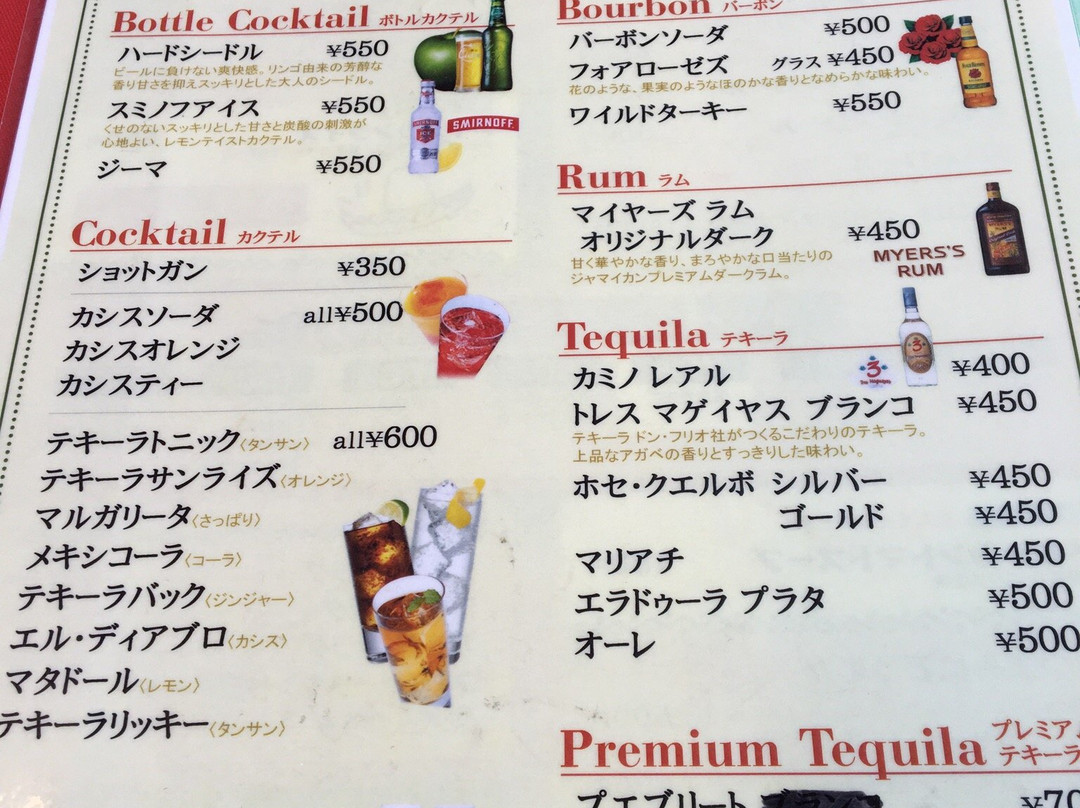 Bottle Cocktail ボトルカクテル
ハードシードル ¥550
ビールに負けない爽快感。リンゴ由来の芳醇な
香り甘さを抑えスッキリとした大人のシードル。
スミノフアイス ¥550
くせのないスッキリとした甘さと炭酸の刺激が
心地よい、レモンテイストカクテル。
SMIRNOFF.
ジーマ ¥550
Cocktail カクテル
ショットガン ¥350
カシスソーダ all¥500
カシスオレンジ
カシスティー
テキーラトニック〈タンサン〉 all¥600
テキーラサンライズ〈オレンジ〉
マルガリータ〈さっぱり〉
メキシコーラ〈コーラ〉
テキーラバック〈ジンジャー〉
エル・ディアブロ〈カシス〉
マタドール〈レモン〉
テキーラリッキー〈タンサン〉
Bourbon バーボン
バーボンソーダ ¥500
フォアローゼズ グラス ¥450
花のような、果実のようなほのかな香りとなめらかな味わい。
ワイルドターキー ¥550
Rum ラム
マイヤーズ ラム
オリジナルダーク ¥450
甘く華やかな香り、まろやかな口当たりの
ジャマイカンプレミアムダークラム。
MYERS'S
RUM
Tequila テキーラ
カミノレアル ¥400
トレス マゲイヤス ブランコ ¥450
テキーラ ドン・フリオ社がつくるこだわりのテキーラ。
上品なアガベの香りとすっきりした味わい。
ホセ・クエルボ シルバー ¥450
ゴールド ¥450
マリアチ ¥450
エラドゥーラ プラタ ¥500
オーレ ¥500
Premium Tequila プレミアム
テキーラ
プエブリート ¥70